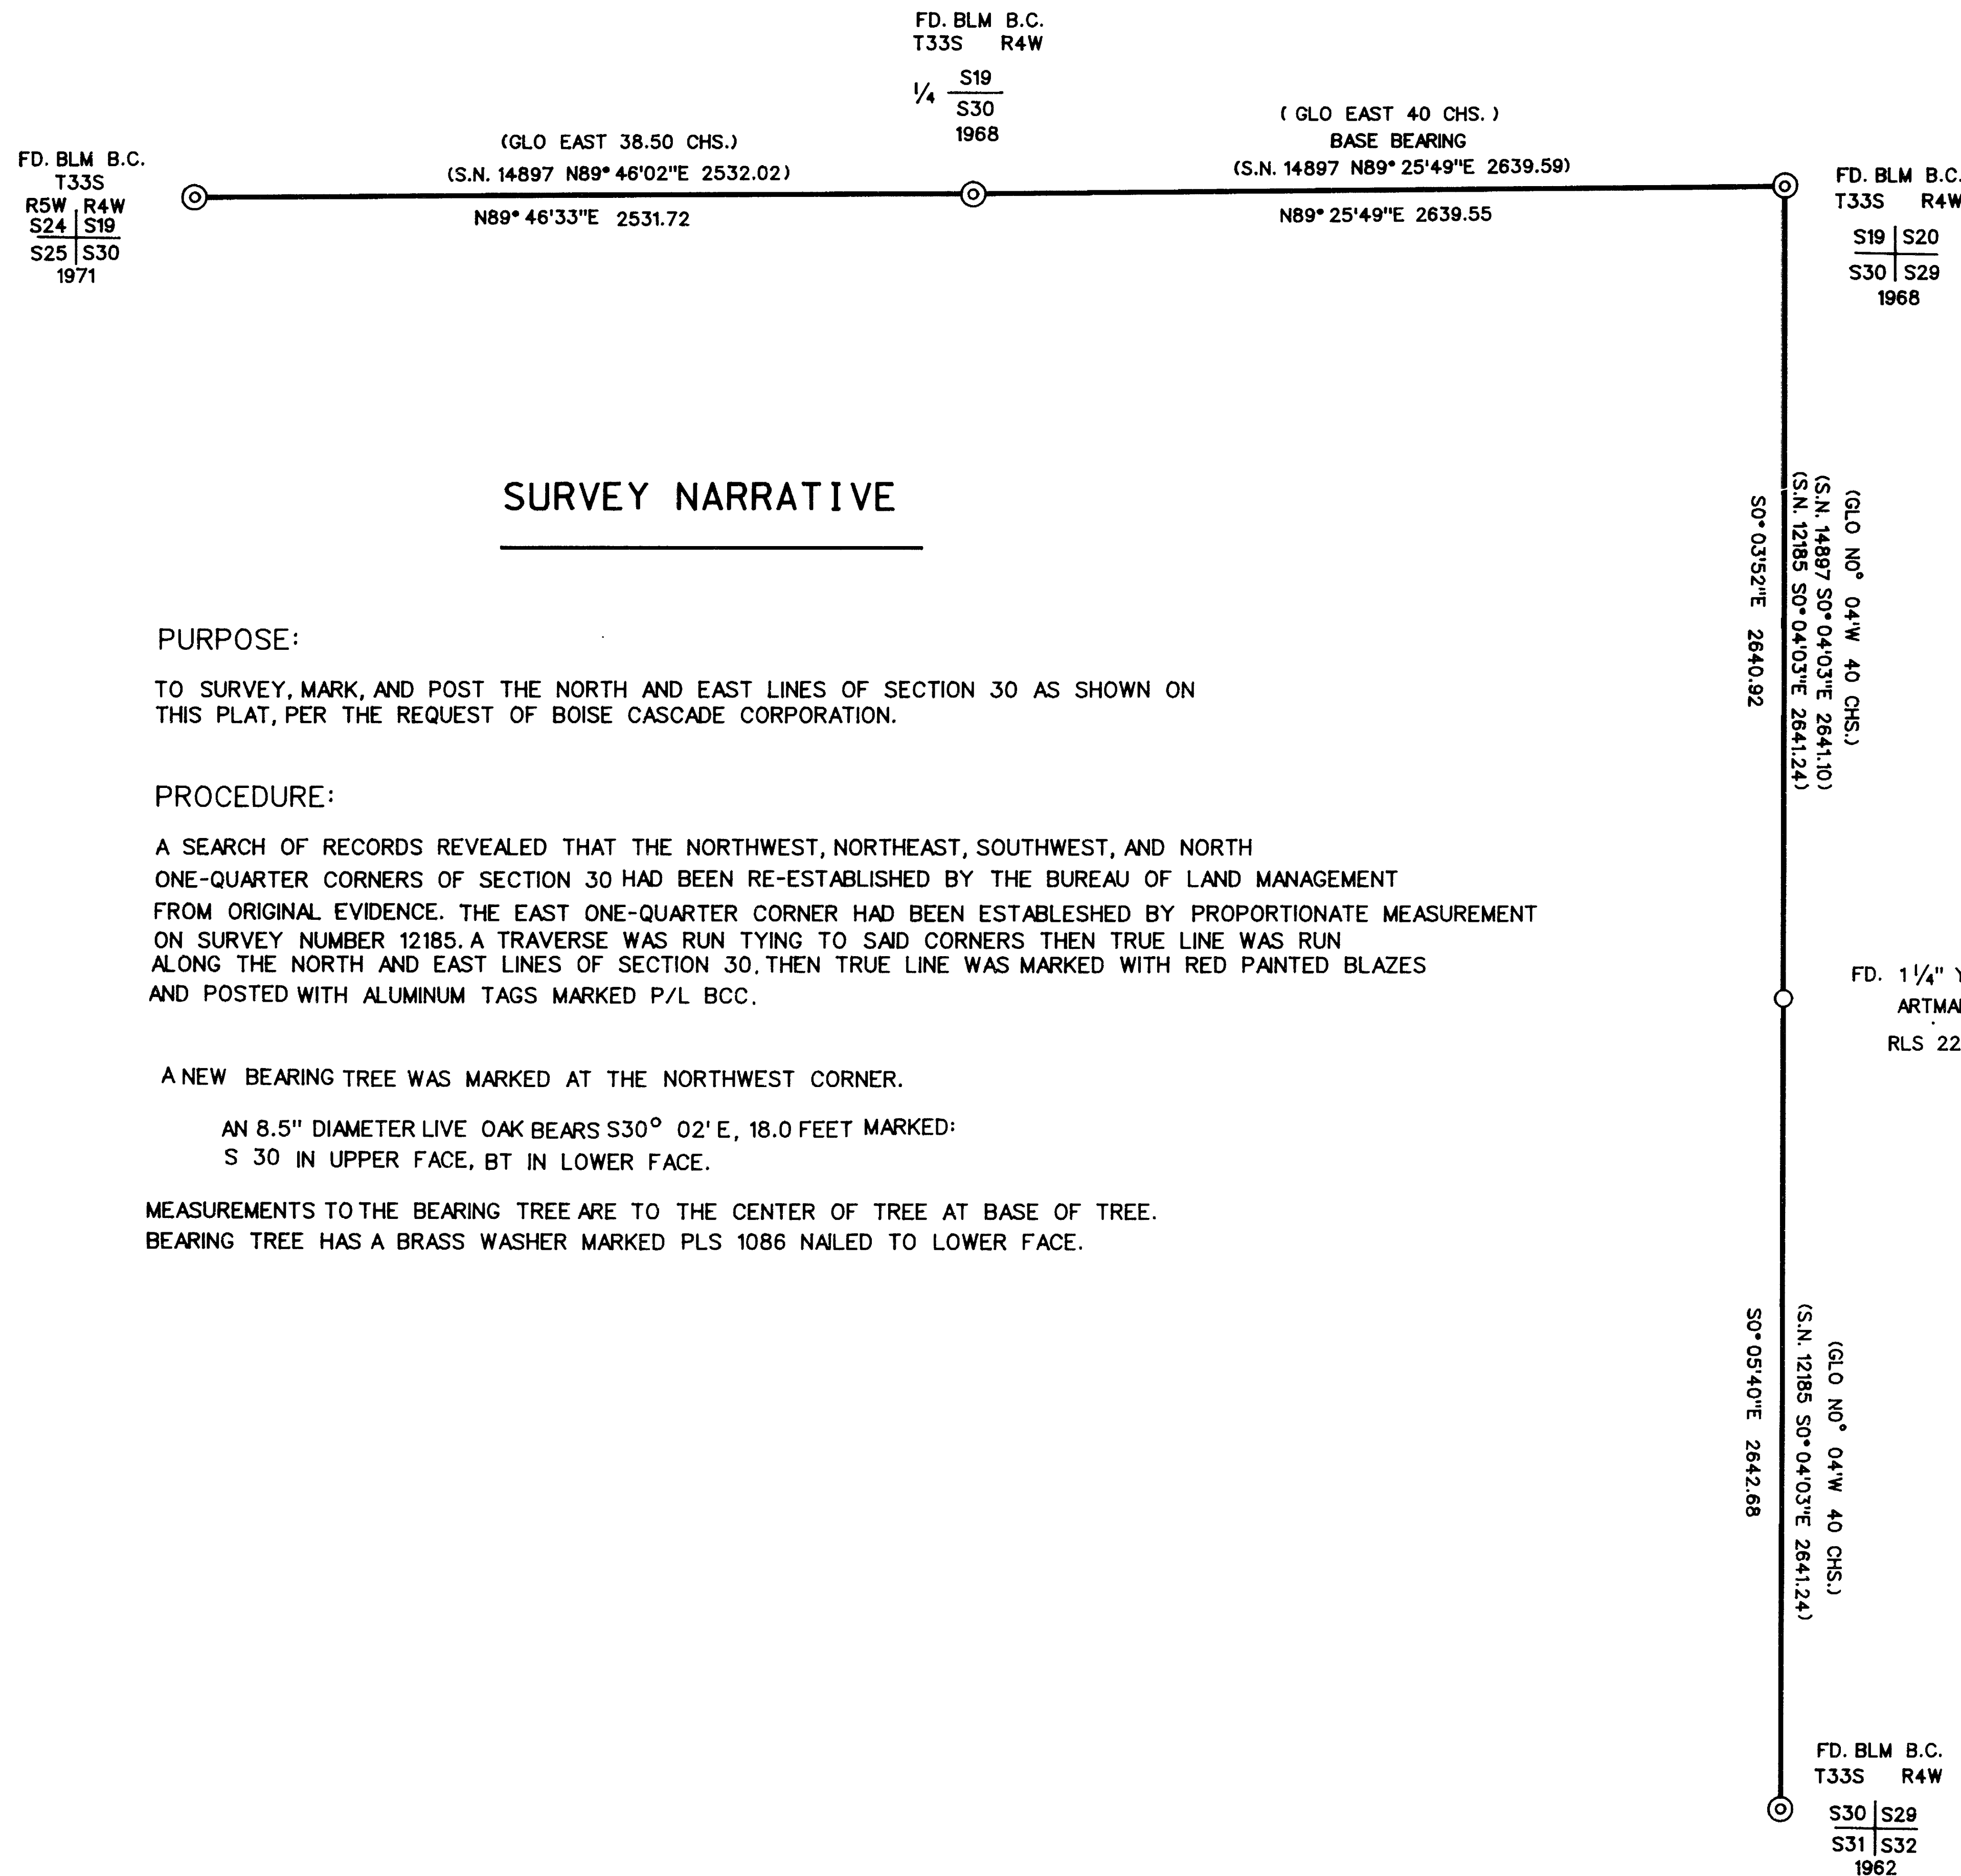 FD. BLM B.C.
T33S R4W
1/4 S19
S30
1968
(GLO EAST 38.50 CHS.)
(S.N. 14897 N89° 46'02"E 2532.02)
N89° 46'33"E 2531.72
( GLO EAST 40 CHS. )
BASE BEARING
(S.N. 14897 N89° 25'49"E 2639.59)
N89° 25'49"E 2639.55
FD. BLM B.C.
T33S
R5W R4W
S24 S19
S25 S30
1971
FD. BLM B.C.
T33S R4W
S19 S20
S30 S29
1968
SURVEY NARRATIVE
PURPOSE:
TO SURVEY, MARK, AND POST THE NORTH AND EAST LINES OF SECTION 30 AS SHOWN ON
THIS PLAT, PER THE REQUEST OF BOISE CASCADE CORPORATION.
PROCEDURE:
A SEARCH OF RECORDS REVEALED THAT THE NORTHWEST, NORTHEAST, SOUTHWEST, AND NORTH
ONE-QUARTER CORNERS OF SECTION 30 HAD BEEN RE-ESTABLISHED BY THE BUREAU OF LAND MANAGEMENT
FROM ORIGINAL EVIDENCE. THE EAST ONE-QUARTER CORNER HAD BEEN ESTABLESHED BY PROPORTIONATE MEASUREMENT
ON SURVEY NUMBER 12185. A TRAVERSE WAS RUN TYING TO SAID CORNERS THEN TRUE LINE WAS RUN
ALONG THE NORTH AND EAST LINES OF SECTION 30, THEN TRUE LINE WAS MARKED WITH RED PAINTED BLAZES
AND POSTED WITH ALUMINUM TAGS MARKED P/L BCC.
A NEW BEARING TREE WAS MARKED AT THE NORTHWEST CORNER.
AN 8.5" DIAMETER LIVE OAK BEARS S30° 02' E, 18.0 FEET MARKED:
S 30 IN UPPER FACE, BT IN LOWER FACE.
MEASUREMENTS TO THE BEARING TREE ARE TO THE CENTER OF TREE AT BASE OF TREE.
BEARING TREE HAS A BRASS WASHER MARKED PLS 1086 NAILED TO LOWER FACE.
(GLO N0° 04'W 40 CHS.)
(S.N. 14897 S0° 04'03"E 2641.10)
(S.N. 12185 S0° 04'03"E 2641.24)
S0° 03'52"E 2640.92
FD. 1 1/4" Y
ARTMA
RLS 22
(GLO N0° 04'W 40 CHS.)
(S.N. 12185 S0° 04'03"E 2641.24)
S0° 05'40"E 2642.68
FD. BLM B.C.
T33S R4W
S30 S29
S31 S32
1962